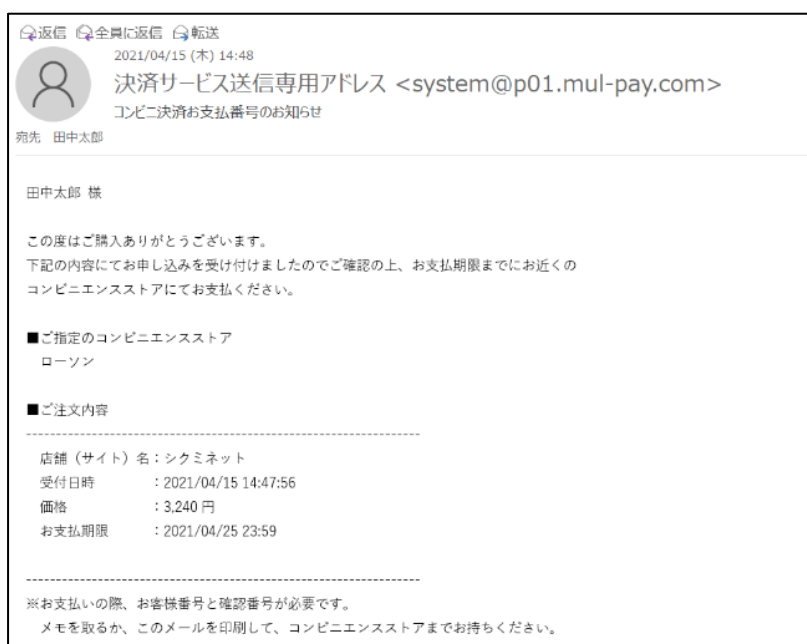 返信 全員に返信 転送
2021/04/15 (木) 14:48
決済サービス送信専用アドレス <system@p01.mul-pay.com>
コンビニ決済お支払番号のお知らせ
宛先 田中太郎
田中太郎 様
この度はご購入ありがとうございます。
下記の内容にてお申し込みを受け付けましたのでご確認の上、お支払期限までにお近くの
コンビニエンスストアにてお支払ください。
■ご指定のコンビニエンスストア
ローソン
■ご注文内容
------------------------------------------------------------------
店舗（サイト）名：シクミネット
受付日時 ：2021/04/15 14:47:56
価格 ：3,240 円
お支払期限 ：2021/04/25 23:59
------------------------------------------------------------------
※お支払いの際、お客様番号と確認番号が必要です。
メモを取るか、このメールを印刷して、コンビニエンスストアまでお持ちください。